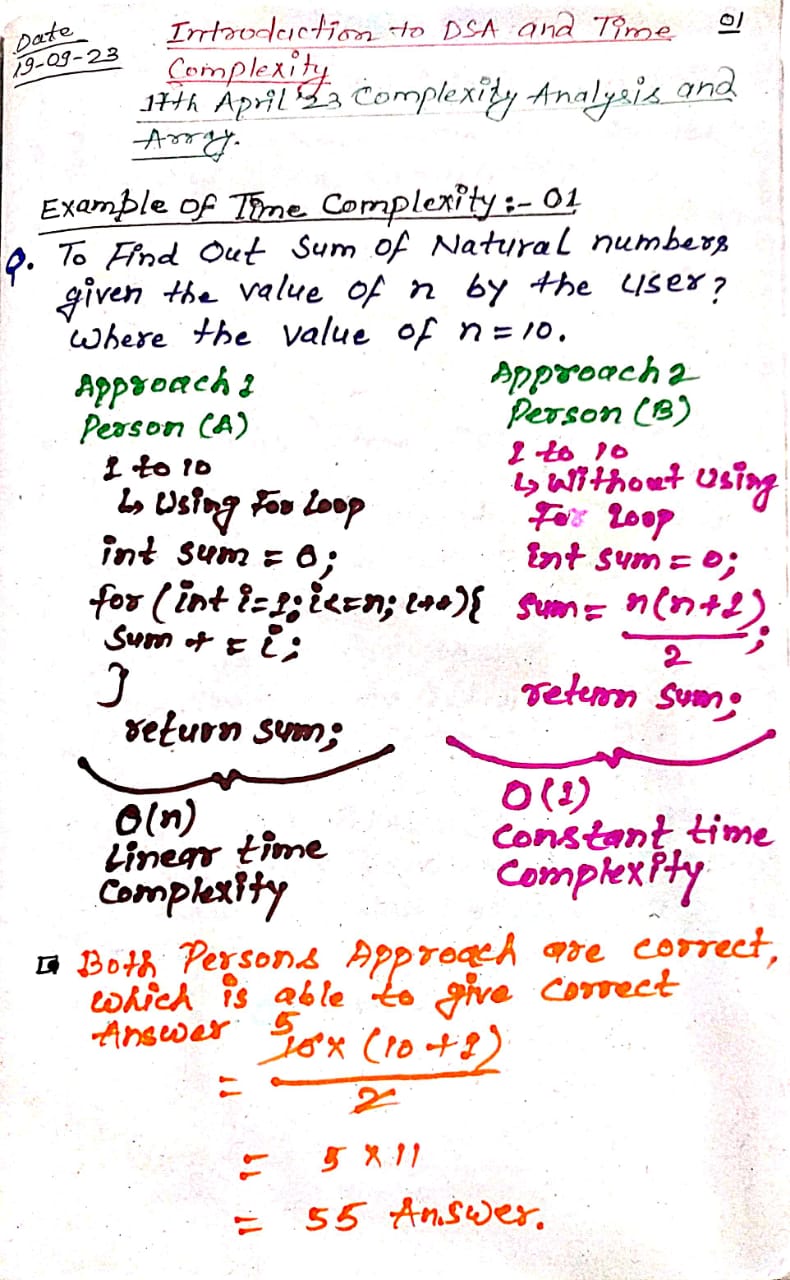 Date
19-09-23
Introduction to DSA and Time
01
Complexity
17th April '23 Complexity Analysis and
Array.
Example of Time Complexity :- 01
Q. To Find Out Sum of Natural numbers
given the value of n by the user?
where the value of n = 10.
Approach 1
Person (A)
1 to 10
↳ Using For Loop
int sum = 0;
for (int i=1; i<=n; i++){
Sum + = i;
}
return sum;
O(n)
Linear time
Complexity
Approach 2
Person (B)
1 to 10
↳ Without Using
For loop
int sum = 0;
sum = n(n+1)
2 ;
return sum;
O(1)
Constant time
Complexity
Both Persons Approach are correct,
which is able to give correct
Answer
5
= 10 x (10+1)
2
= 5 x 11
= 55 Answer.